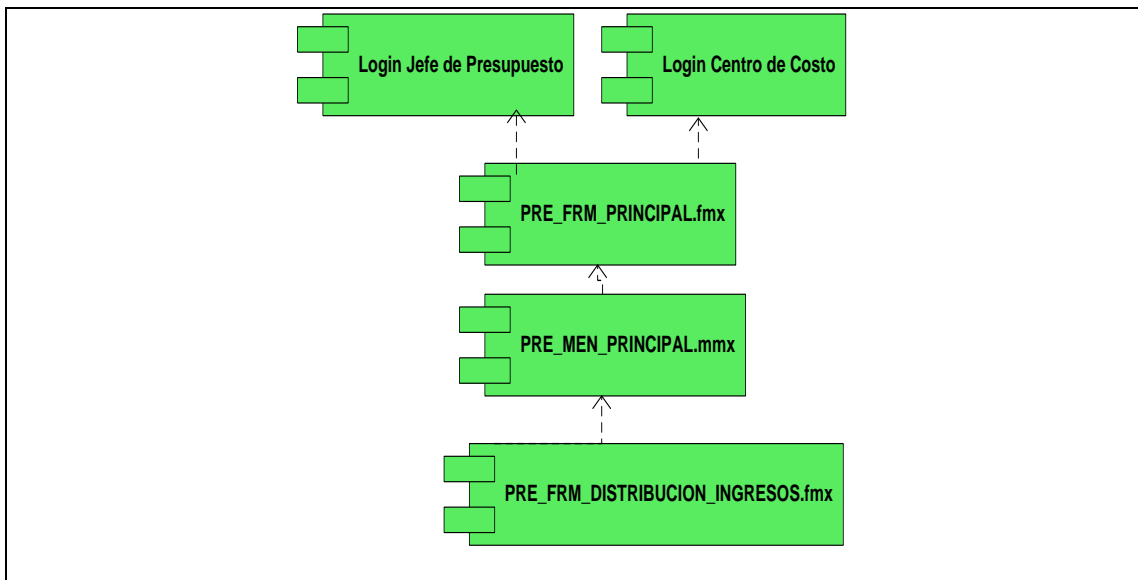 Login Jefe de Presupuesto
Login Centro de Costo
PRE_FRM_PRINCIPAL.fmx
PRE_MEN_PRINCIPAL.mmx
PRE_FRM_DISTRIBUCION_INGRESOS.fmx